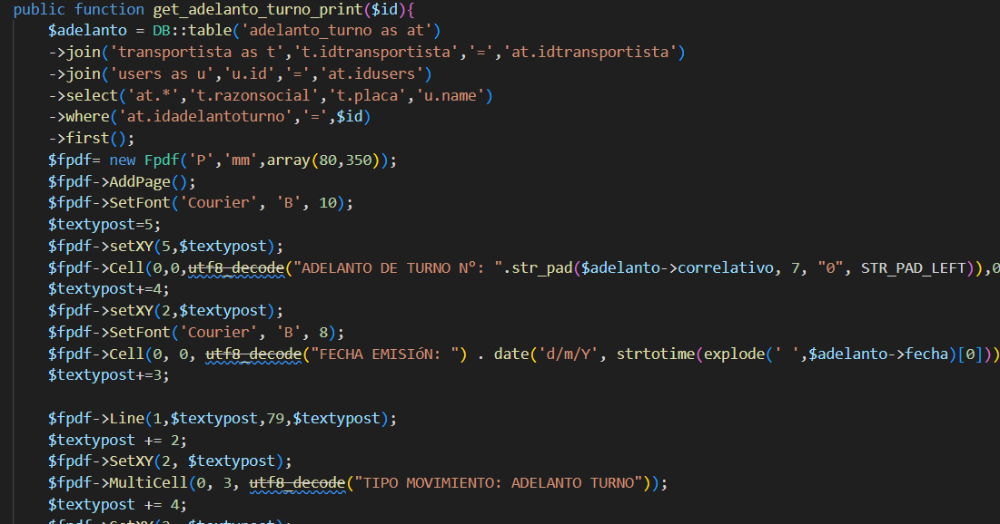 public function get_adelanto_turno_print($id){
$adelanto = DB::table('adelanto_turno as at')
->join('transportista as t','t.idtransportista','=','at.idtransportista')
->join('users as u','u.id','=','at.idusers')
->select('at.*','t.razonsocial','t.placa','u.name')
->where('at.idadelantoturno','=',$id)
->first();
$fpdf= new Fpdf('P','mm',array(80,350));
$fpdf->AddPage();
$fpdf->SetFont('Courier', 'B', 10);
$textypost=5;
$fpdf->setXY(5,$textypost);
$fpdf->Cell(0,0,utf8_decode("ADELANTO DE TURNO Nº: ".str_pad($adelanto->correlativo, 7, "0", STR_PAD_LEFT)),0
$textypost+=4;
$fpdf->setXY(2,$textypost);
$fpdf->SetFont('Courier', 'B', 8);
$fpdf->Cell(0, 0, utf8_decode("FECHA EMISIóN: ") . date('d/m/Y', strtotime(explode(' ',$adelanto->fecha)[0]))
$textypost+=3;
$fpdf->Line(1,$textypost,79,$textypost);
$textypost += 2;
$fpdf->SetXY(2, $textypost);
$fpdf->MultiCell(0, 3, utf8_decode("TIPO MOVIMIENTO: ADELANTO TURNO"));
$textypost += 4;
$fpdf->SetXY(2, $textypost);